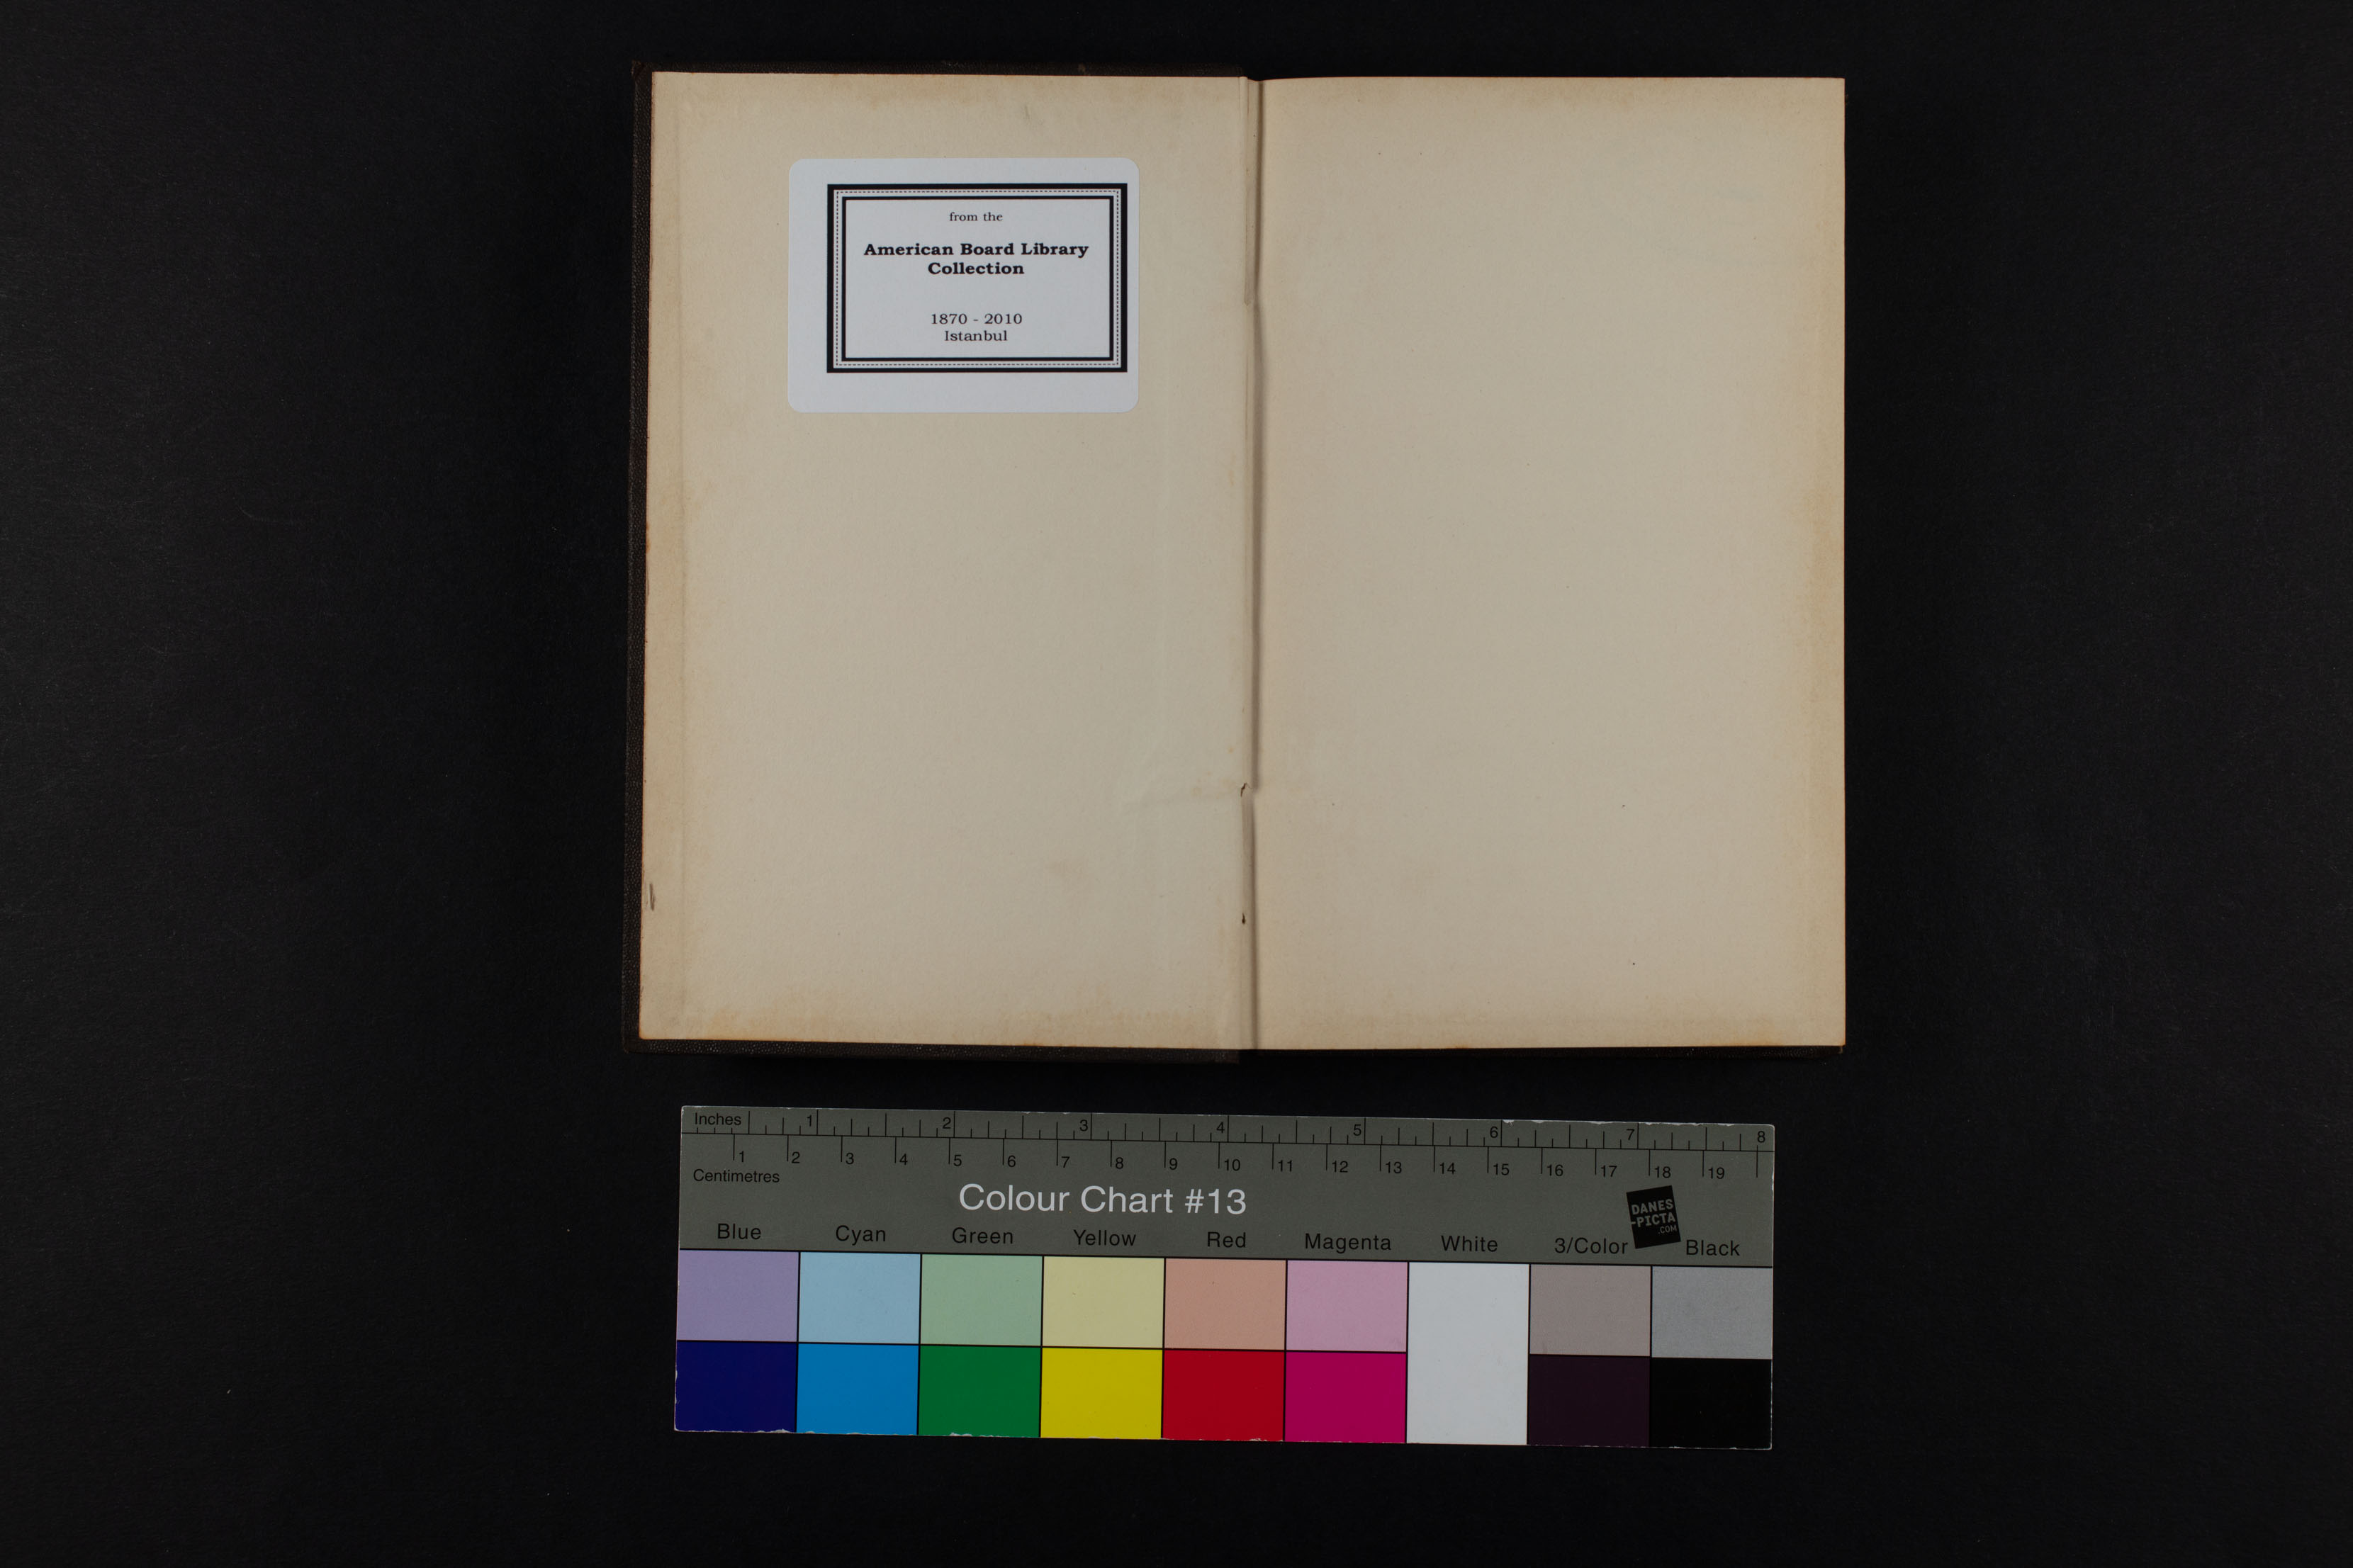 from the
American Board Library
Collection
1870 - 2010
Istanbul
Inches 1 2 3 4 5 6 7 8
1 2 3 4 5 6 7 8 9 10 11 12 13 14 15 16 17 18 19
Centimetres
Colour Chart #13
DANES
-PICTA
.COM
Blue Cyan Green Yellow Red Magenta White 3/Color Black